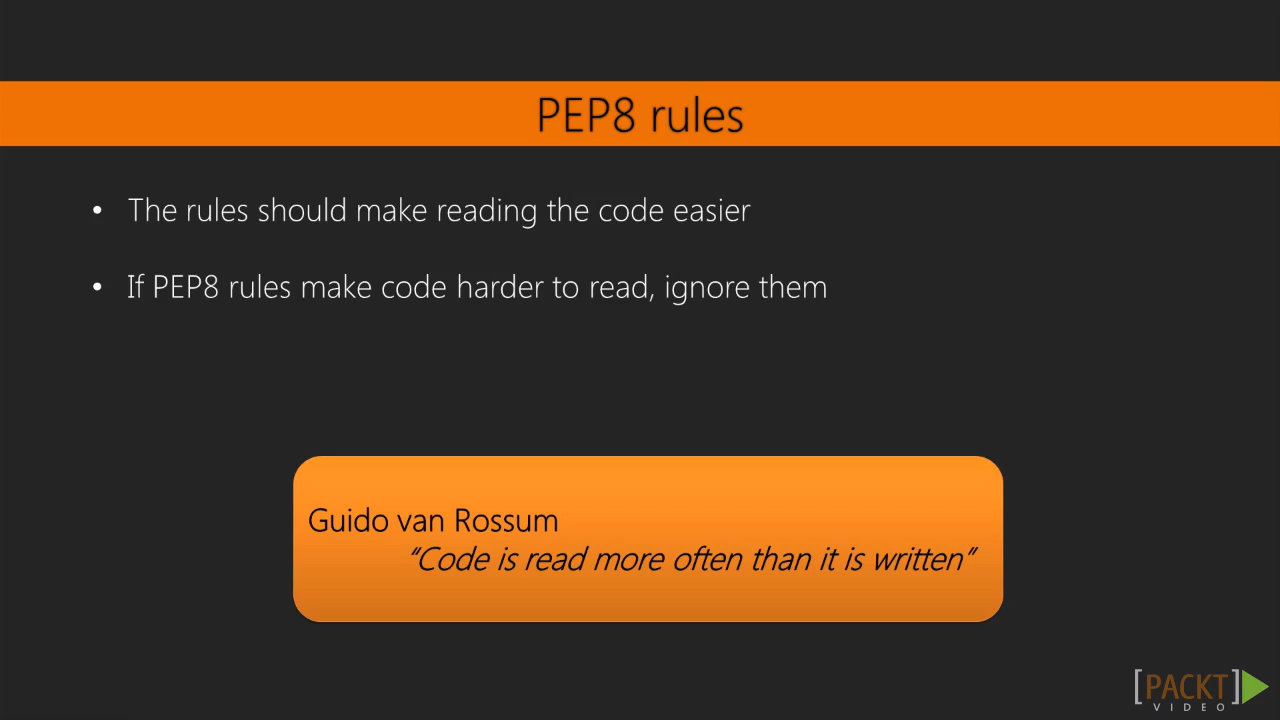 PEP8 rules
• The rules should make reading the code easier
• If PEP8 rules make code harder to read, ignore them
Guido van Rossum
“Code is read more often than it is written”
[PACKT]
VIDEO